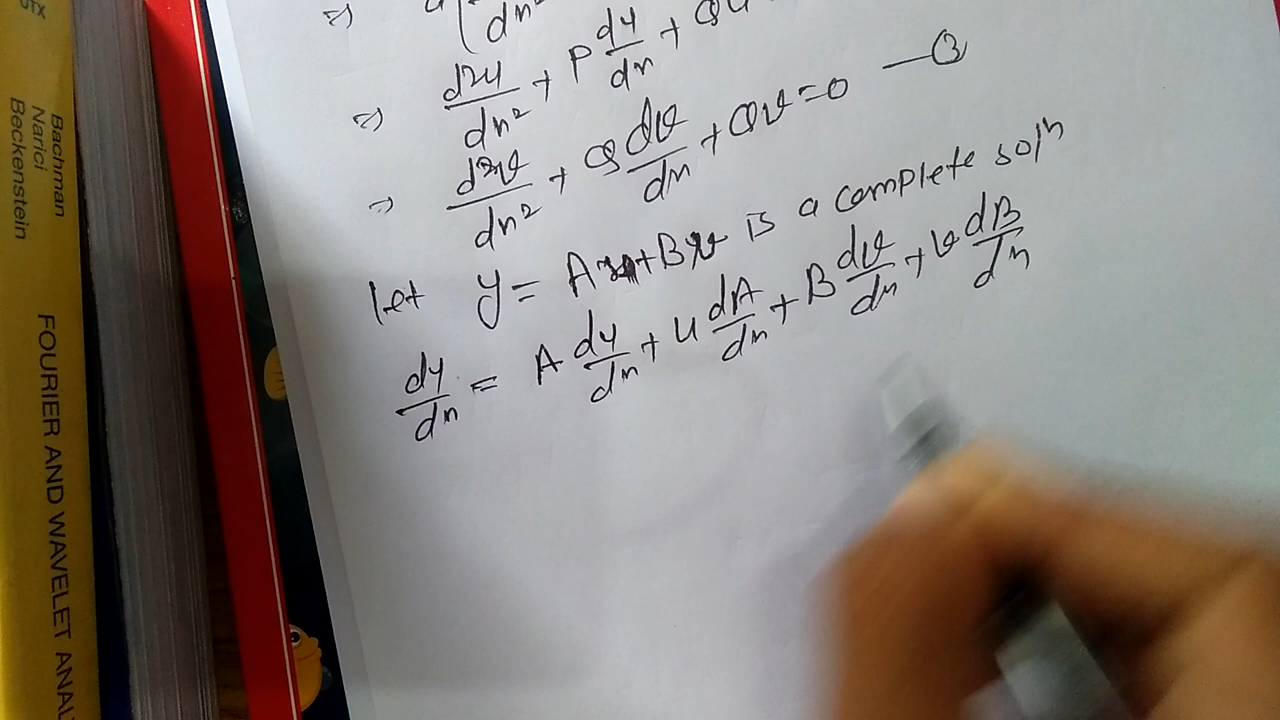 ⇒ d²u/dx² + P du/dx + Qu
⇒ d²v/dx² + Q dv/dx + Qv = 0 —③
let y = A + Bv is a complete solⁿ
dy/dx = A du/dx + u dA/dx + B dv/dx + v dB/dx
Bachman
Narici
Beckenstein
FOURIER AND WAVELET ANAL
UTX